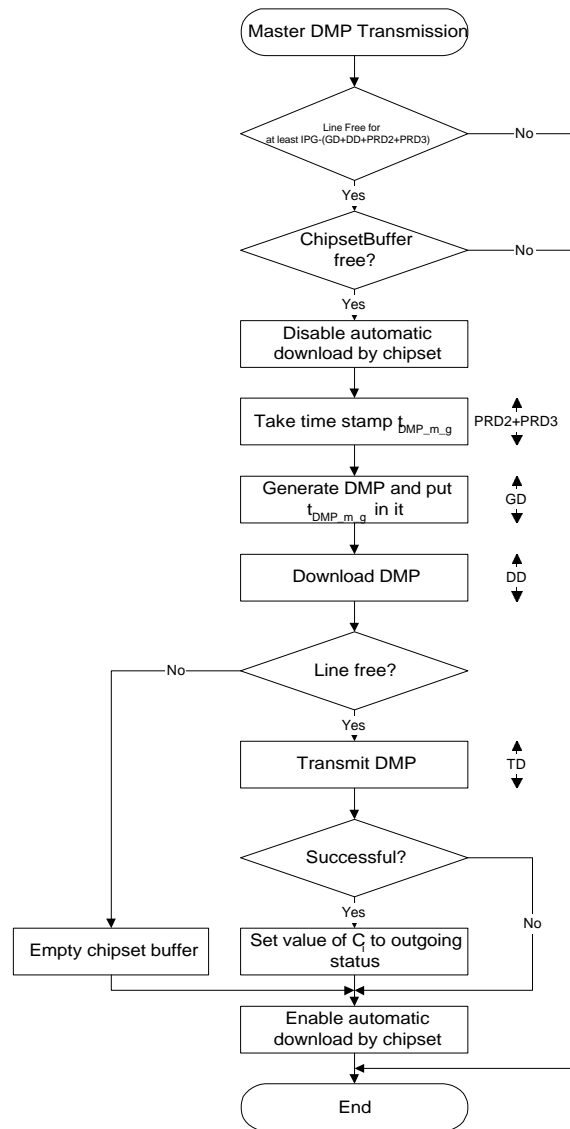 Master DMP Transmission
Line Free for
at least IPG-(GD+DD+PRD2+PRD3)
No
Yes
ChipsetBuffer
free?
No
Yes
Disable automatic
download by chipset
Take time stamp t_DMP_m_g
PRD2+PRD3
Generate DMP and put
t_DMP_m_g in it
GD
Download DMP
DD
Line free?
No
Yes
Transmit DMP
TD
Successful?
Yes
No
Empty chipset buffer
Set value of C_i to outgoing
status
Enable automatic
download by chipset
End